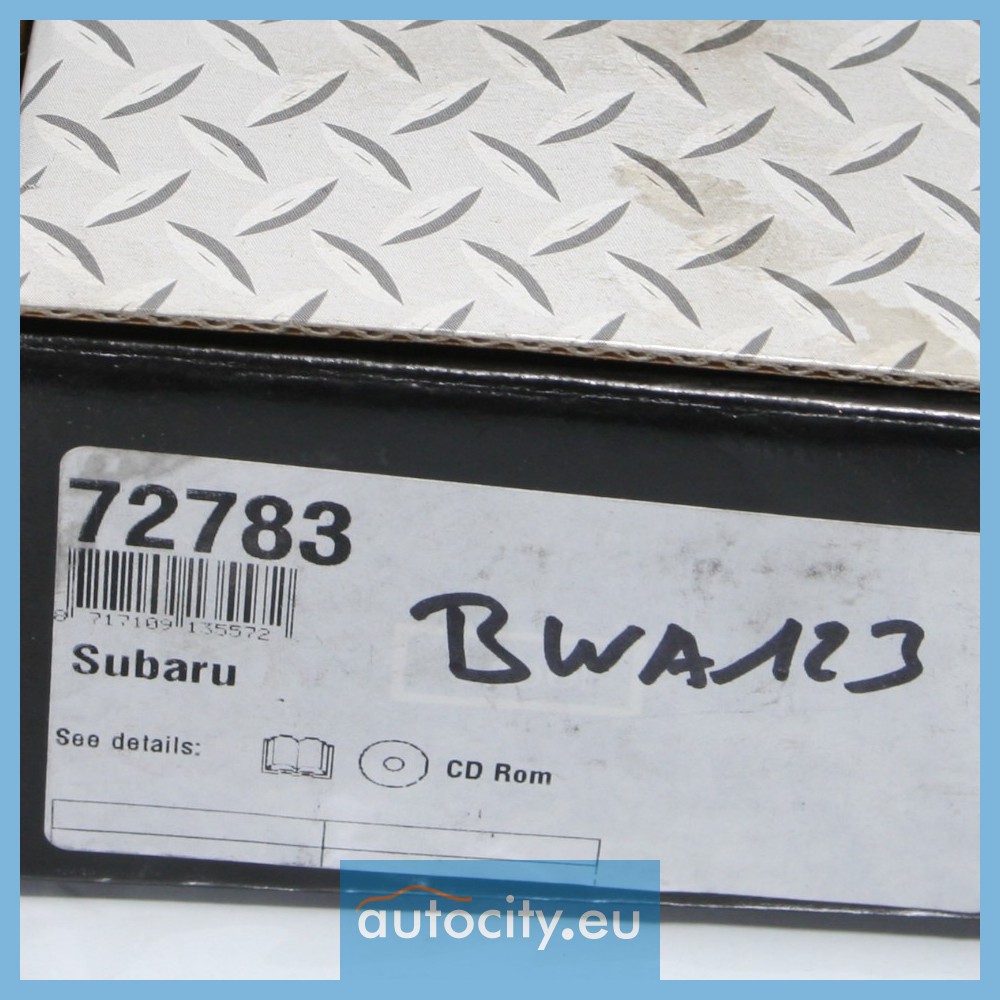 72783
8 717109 135572
BWA123
Subaru
See details:
CD Rom
autocity.eu